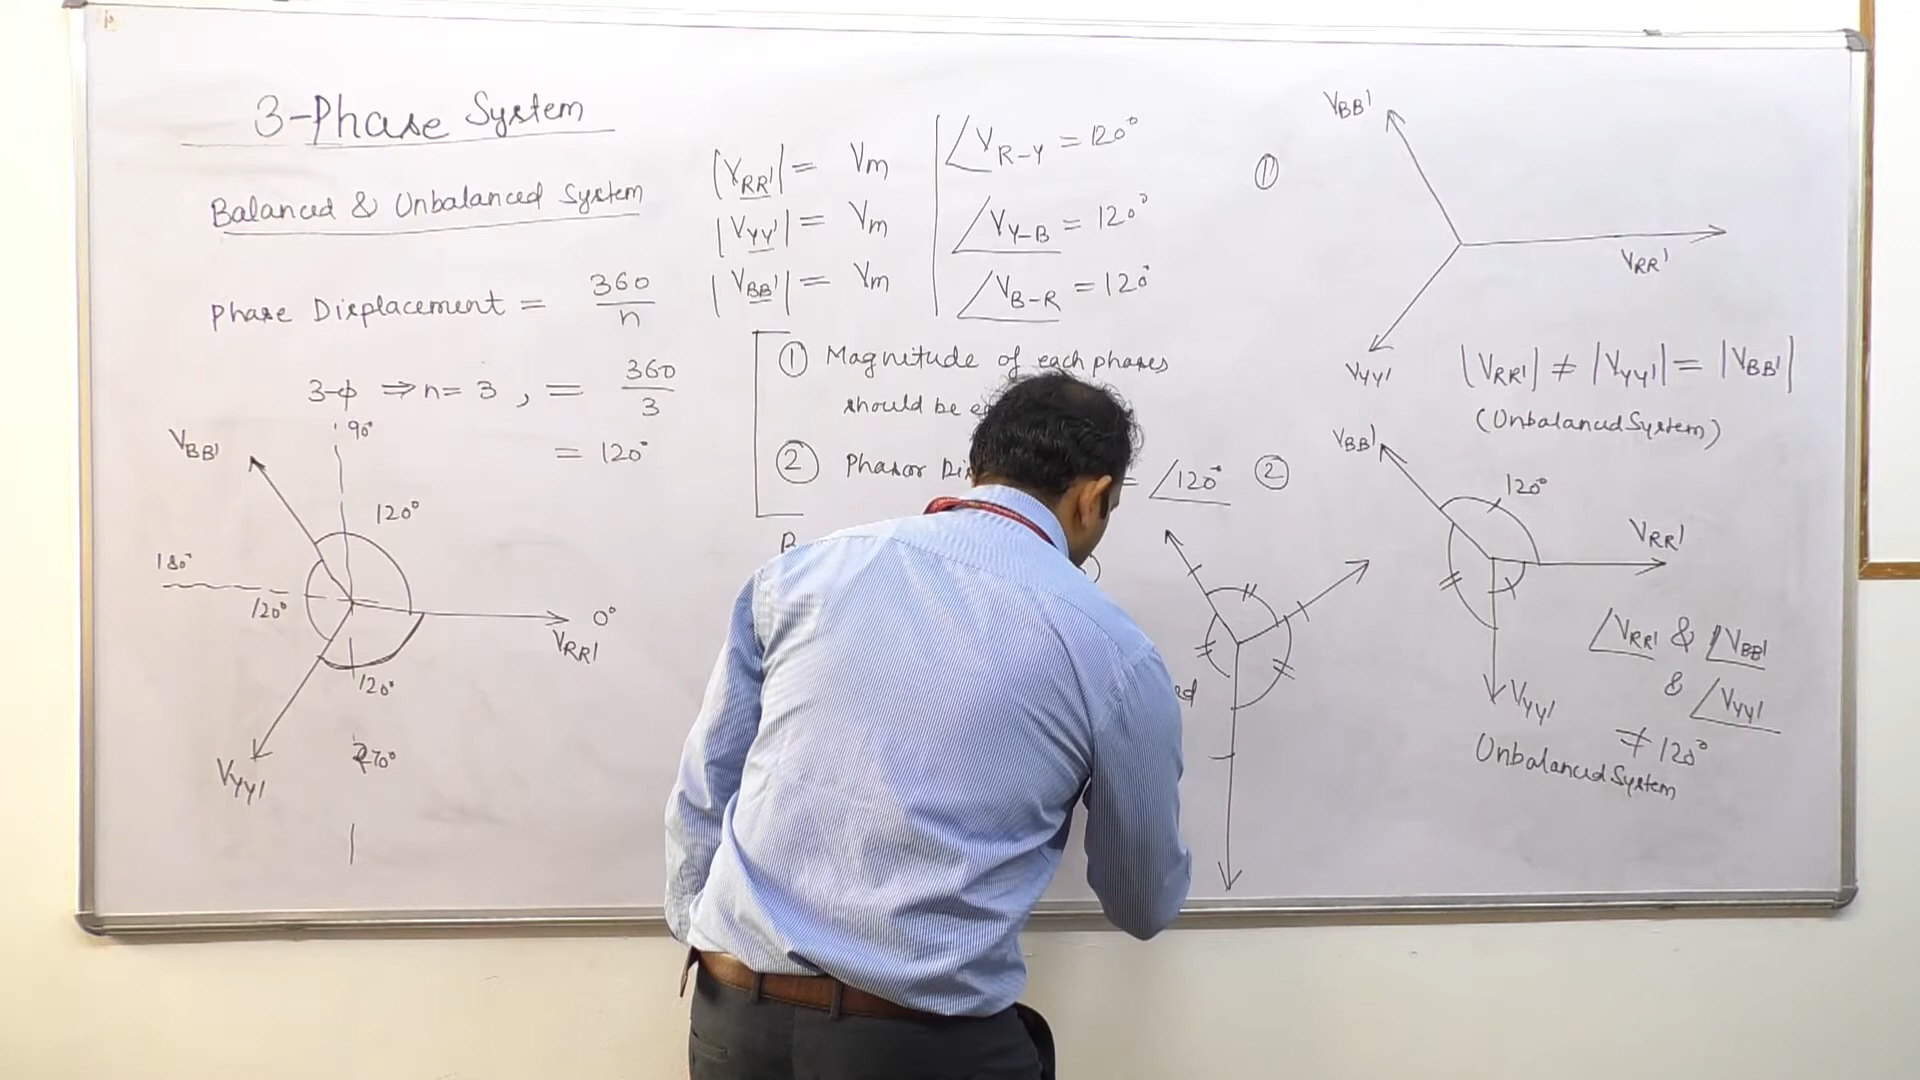 3-Phase System
Balanced & Unbalanced System
Phase Displacement = 360/n
3-ϕ ⇒ n = 3 , = 360/3
= 120°
90°
VBB'
120°
180°
120°
0°
VRR'
120°
VYY'
270°
|VRR'| = Vm
|VYY'| = Vm
|VBB'| = Vm
∠VR-Y = 120°
∠VY-B = 120°
∠VB-R = 120°
① Magnitude of each phases
should be
② Phasor = ∠120°
①
VBB'
VRR'
VYY'
|VRR'| ≠ |VYY'| = |VBB'|
(Unbalanced System)
②
VBB'
120°
VRR'
VYY'
∠VRR' & ∠VBB'
& ∠VYY'
≠ 120°
Unbalanced System